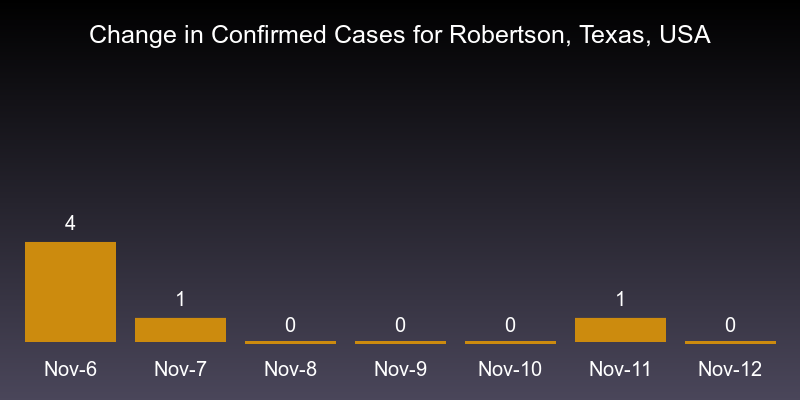 Change in Confirmed Cases for Robertson, Texas, USA
4
1
0
0
0
1
0
Nov-6
Nov-7
Nov-8
Nov-9
Nov-10
Nov-11
Nov-12